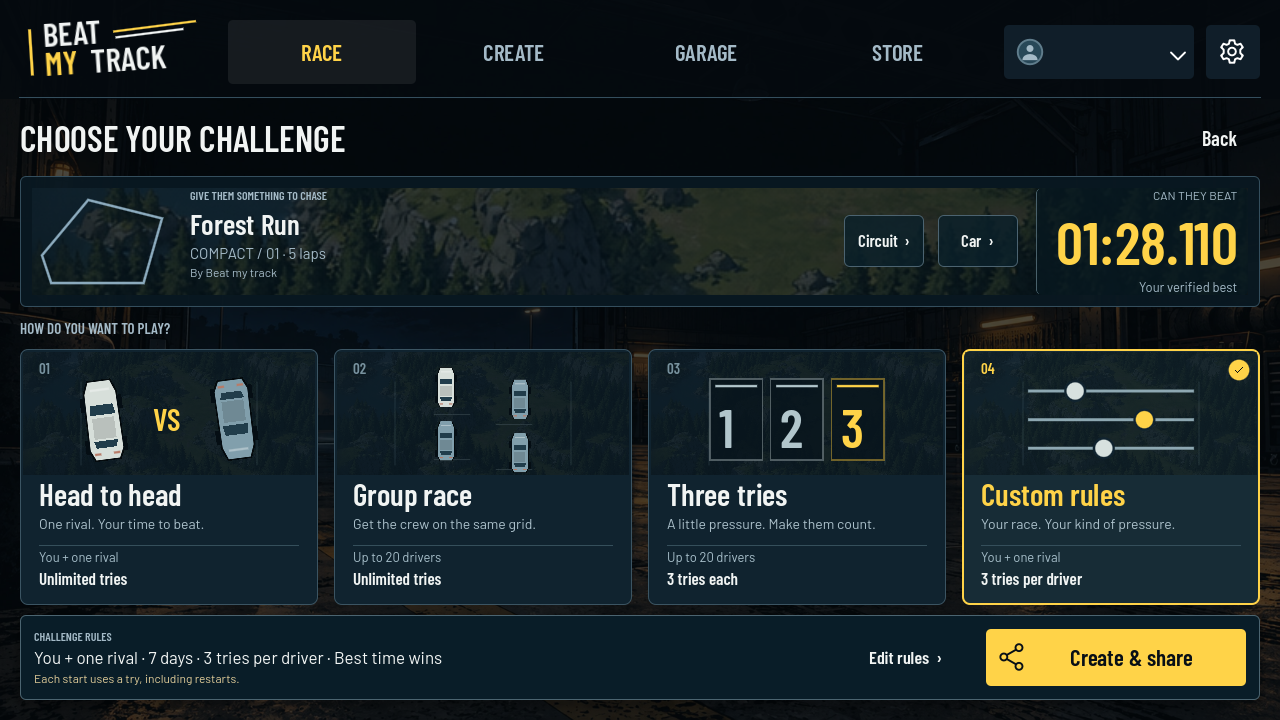 BEAT
MY TRACK
RACE
CREATE
GARAGE
STORE
CHOOSE YOUR CHALLENGE
Back
GIVE THEM SOMETHING TO CHASE
Forest Run
COMPACT / 01 · 5 laps
By Beat my track
Circuit ›
Car ›
CAN THEY BEAT
01:28.110
Your verified best
HOW DO YOU WANT TO PLAY?
01
VS
Head to head
One rival. Your time to beat.
You + one rival
Unlimited tries
02
Group race
Get the crew on the same grid.
Up to 20 drivers
Unlimited tries
03
1 2 3
Three tries
A little pressure. Make them count.
Up to 20 drivers
3 tries each
04
Custom rules
Your race. Your kind of pressure.
You + one rival
3 tries per driver
CHALLENGE RULES
You + one rival · 7 days · 3 tries per driver · Best time wins
Each start uses a try, including restarts.
Edit rules ›
Create & share